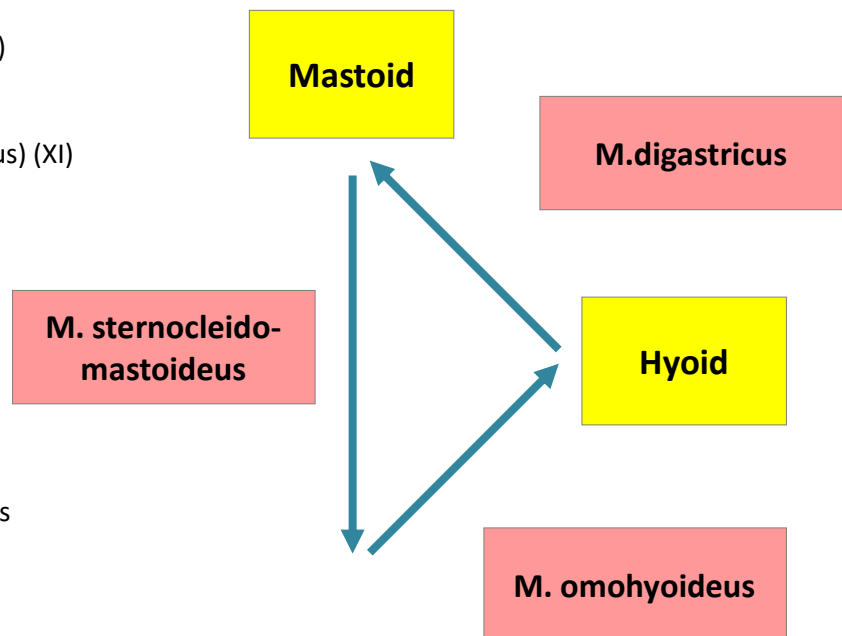 )
us) (XI)
s
Mastoid
M.digastricus
M. sternocleido-
mastoideus
Hyoid
M. omohyoideus